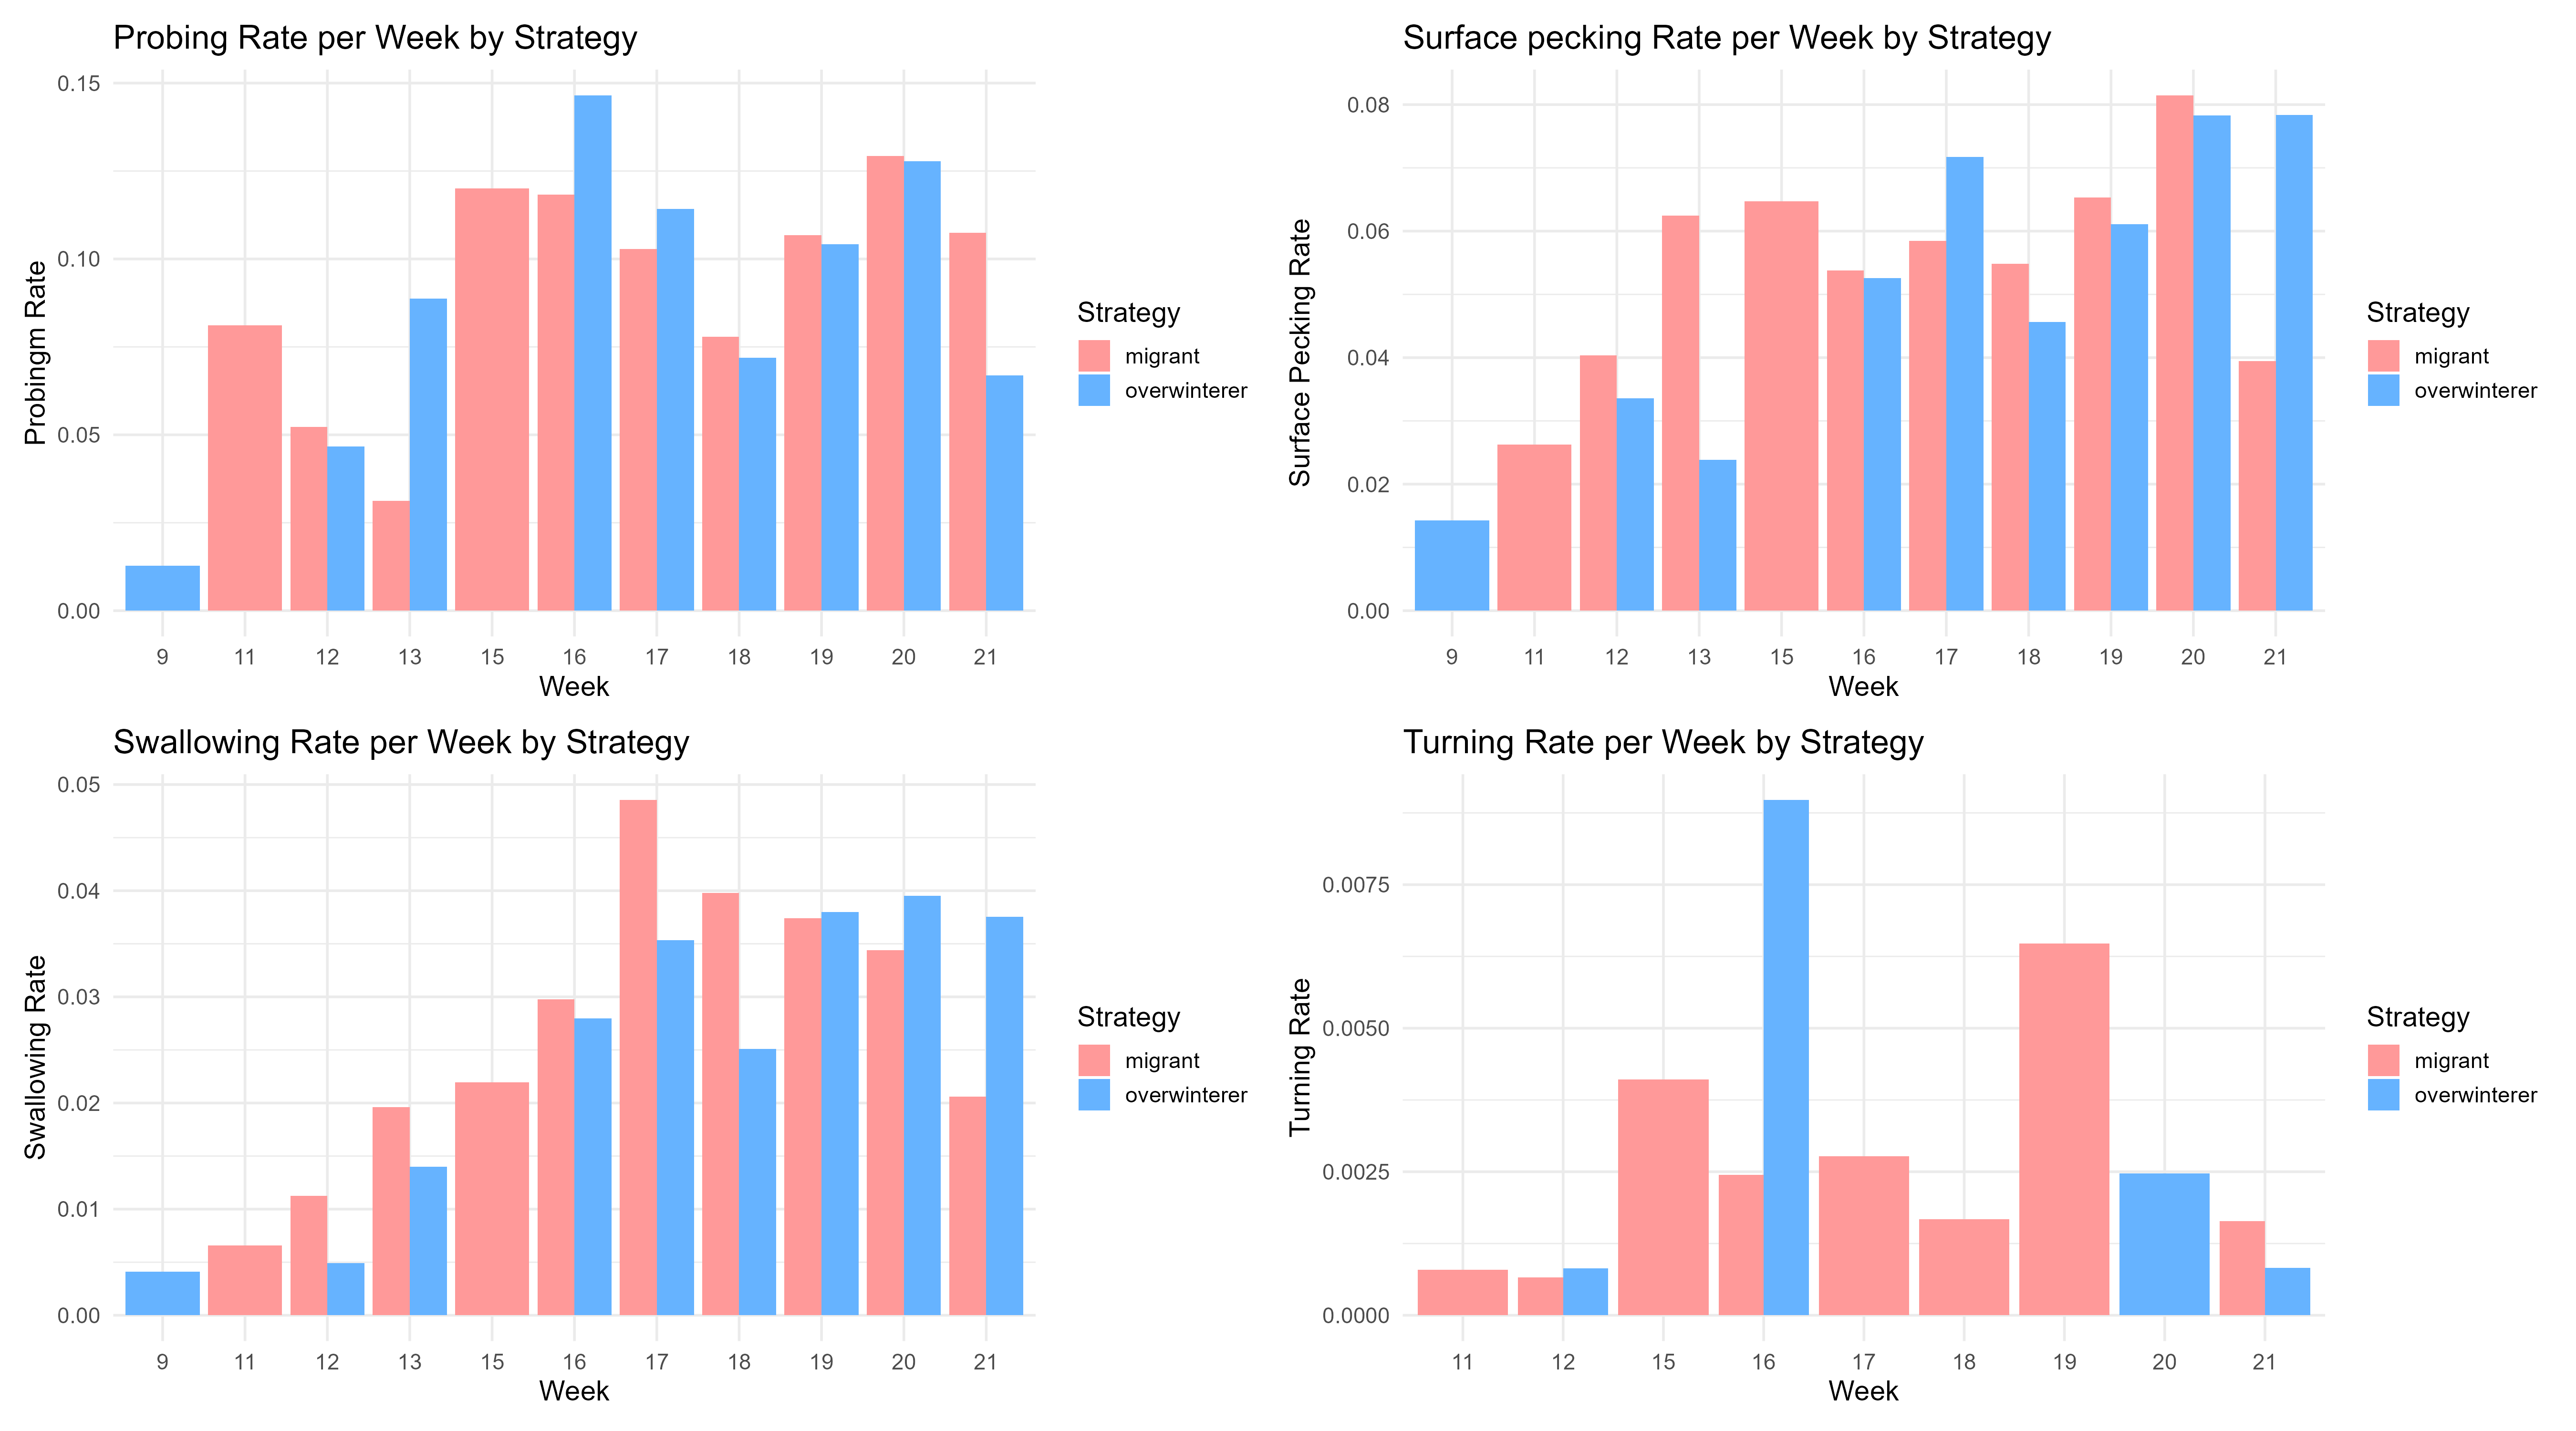 Probing Rate per Week by Strategy
0.15
0.10
0.05
0.00
Probingm Rate
9 11 12 13 15 16 17 18 19 20 21
Week
Strategy
migrant
overwinterer
Surface pecking Rate per Week by Strategy
0.08
0.06
0.04
0.02
0.00
Surface Pecking Rate
9 11 12 13 15 16 17 18 19 20 21
Week
Strategy
migrant
overwinterer
Swallowing Rate per Week by Strategy
0.05
0.04
0.03
0.02
0.01
0.00
Swallowing Rate
9 11 12 13 15 16 17 18 19 20 21
Week
Strategy
migrant
overwinterer
Turning Rate per Week by Strategy
0.0075
0.0050
0.0025
0.0000
Turning Rate
11 12 15 16 17 18 19 20 21
Week
Strategy
migrant
overwinterer